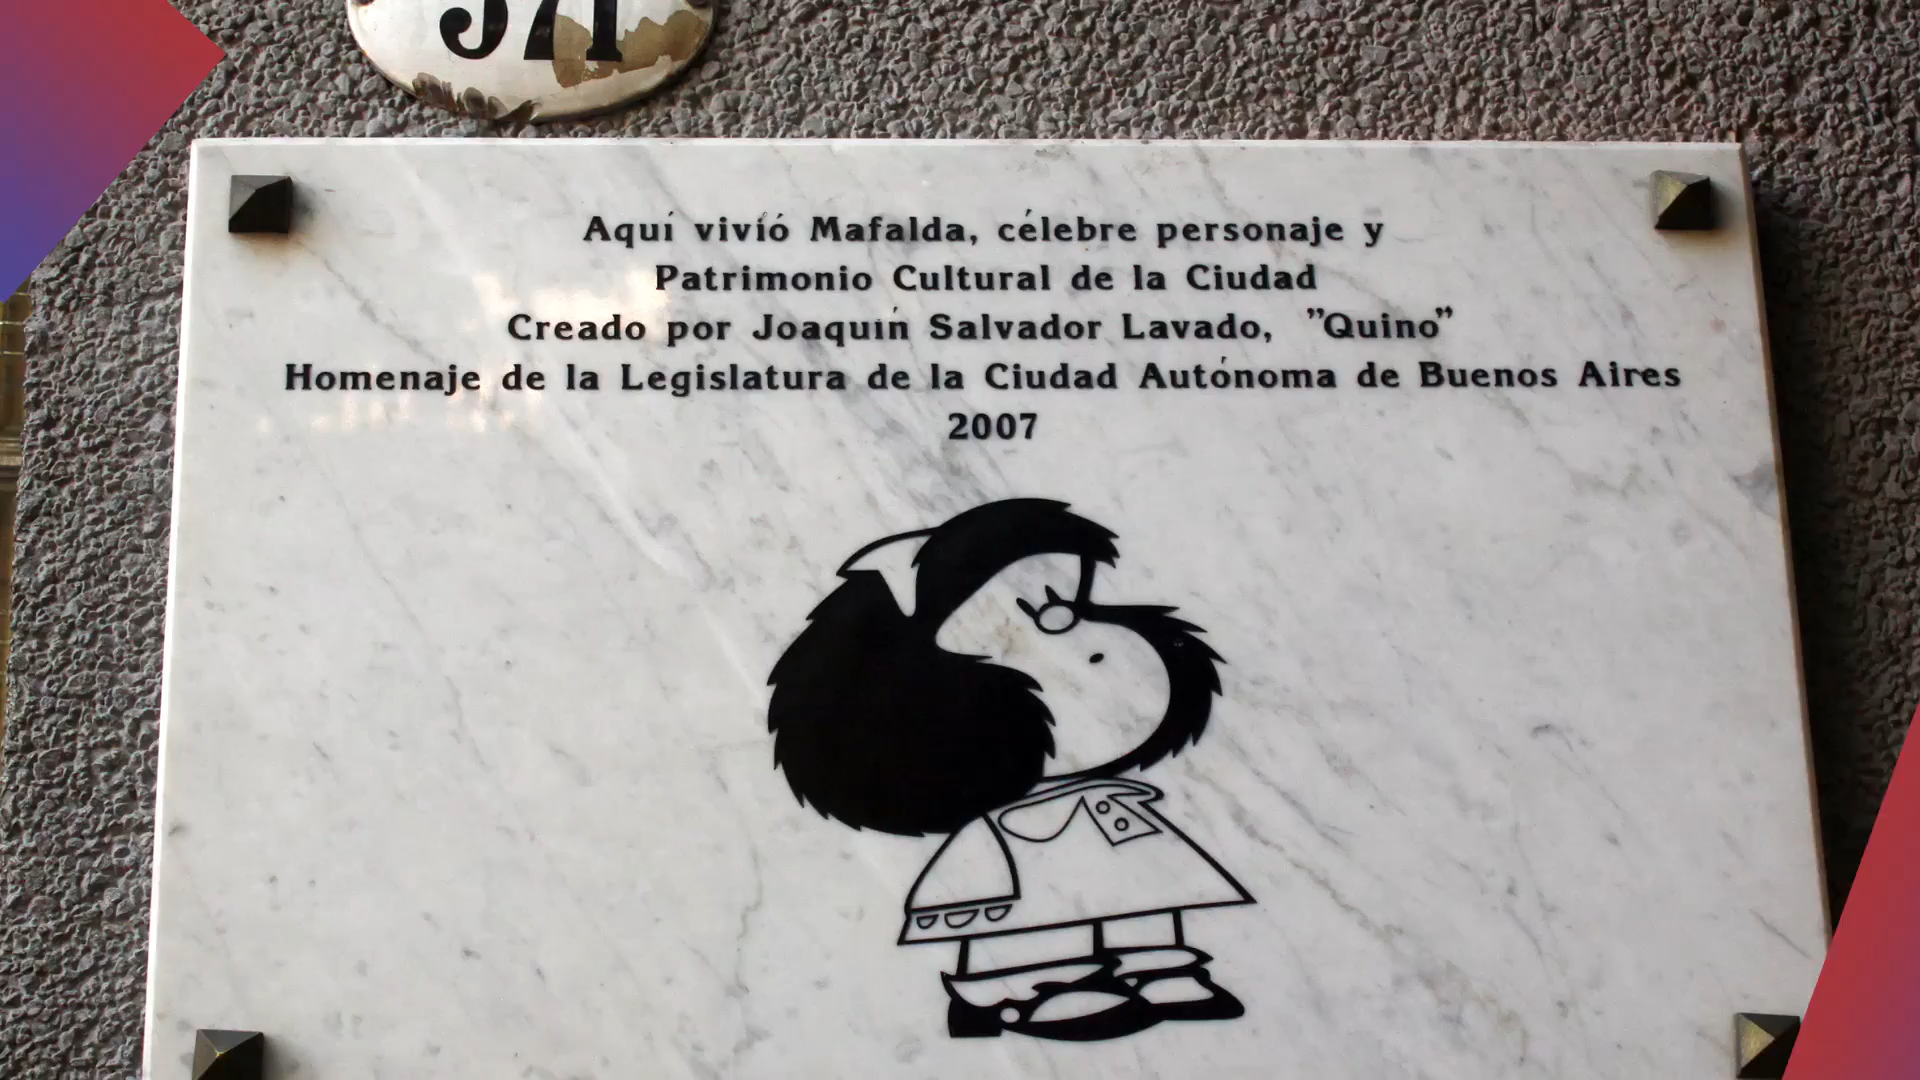 371
Aquí vivió Mafalda, célebre personaje y
Patrimonio Cultural de la Ciudad
Creado por Joaquín Salvador Lavado, "Quino"
Homenaje de la Legislatura de la Ciudad Autónoma de Buenos Aires
2007